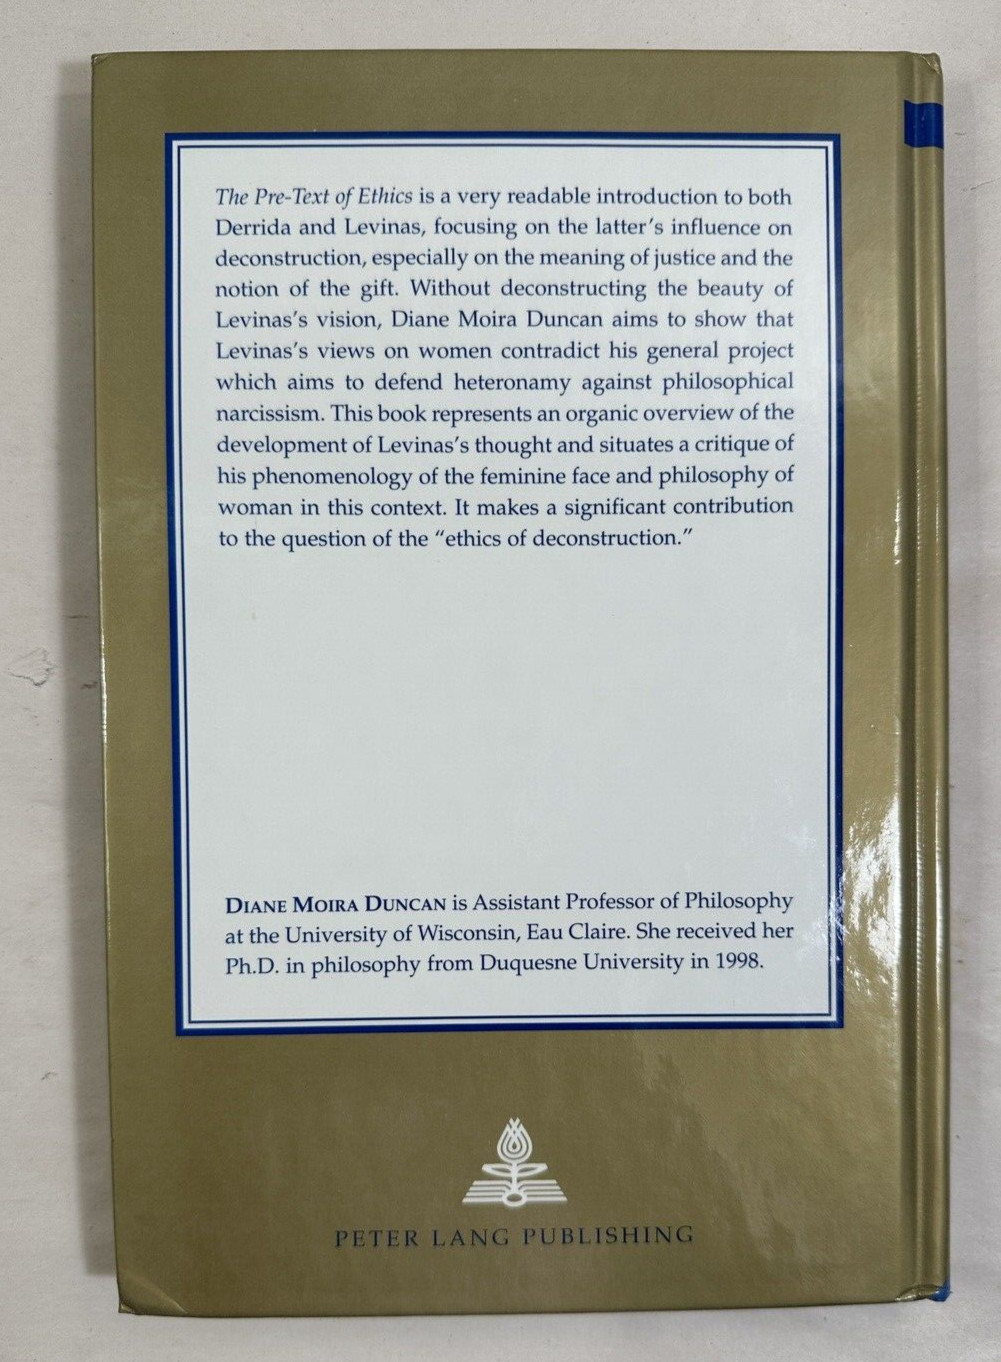 The Pre-Text of Ethics is a very readable introduction to both
Derrida and Levinas, focusing on the latter's influence on
deconstruction, especially on the meaning of justice and the
notion of the gift. Without deconstructing the beauty of
Levinas's vision, Diane Moira Duncan aims to show that
Levinas's views on women contradict his general project
which aims to defend heteronamy against philosophical
narcissism. This book represents an organic overview of the
development of Levinas's thought and situates a critique of
his phenomenology of the feminine face and philosophy of
woman in this context. It makes a significant contribution
to the question of the “ethics of deconstruction.”
DIANE MOIRA DUNCAN is Assistant Professor of Philosophy
at the University of Wisconsin, Eau Claire. She received her
Ph.D. in philosophy from Duquesne University in 1998.
PETER LANG PUBLISHING